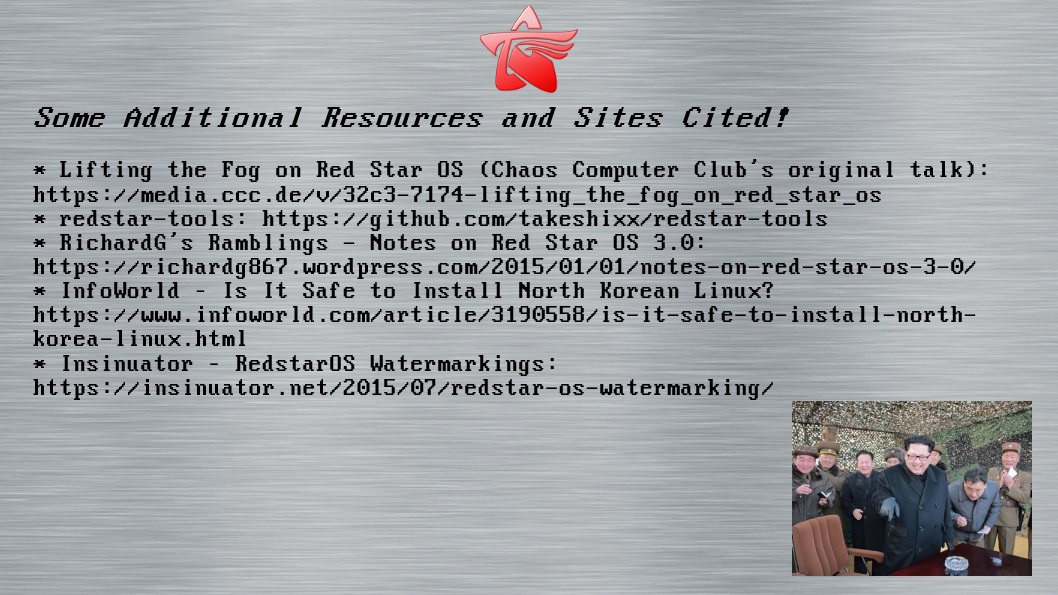 Some Additional Resources and Sites Cited!
* Lifting the Fog on Red Star OS (Chaos Computer Club's original talk):
https://media.ccc.de/v/32c3-7174-lifting_the_fog_on_red_star_os
* redstar-tools: https://github.com/takeshixx/redstar-tools
* RichardG's Ramblings – Notes on Red Star OS 3.0:
https://richardg867.wordpress.com/2015/01/01/notes-on-red-star-os-3-0/
* InfoWorld - Is It Safe to Install North Korean Linux?
https://www.infoworld.com/article/3190558/is-it-safe-to-install-north-
korea-linux.html
* Insinuator - RedstarOS Watermarkings:
https://insinuator.net/2015/07/redstar-os-watermarking/